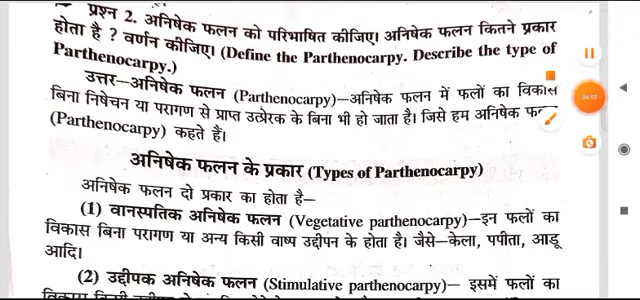 प्रश्न 2. अनिषेक फलन को परिभाषित कीजिए। अनिषेक फलन कितने प्रकार
होता है ? वर्णन कीजिए। (Define the Parthenocarpy. Describe the type of
Parthenocarpy.)
उत्तर—अनिषेक फलन (Parthenocarpy)—अनिषेक फलन में फलों का विकास
बिना निषेचन या परागण से प्राप्त उत्प्रेरक के बिना भी हो जाता है। जिसे हम अनिषेक
(Parthenocarpy) कहते हैं।
अनिषेक फलन के प्रकार (Types of Parthenocarpy)
अनिषेक फलन दो प्रकार का होता है—
(1) वानस्पतिक अनिषेक फलन (Vegetative parthenocarpy)—इन फलों का
विकास बिना परागण या अन्य किसी वाष्प उद्दीपन के होता है। जैसे—केला, पपीता, आडू
आदि।
(2) उद्दीपक अनिषेक फलन (Stimulative parthenocarpy)— इसमें फलों का